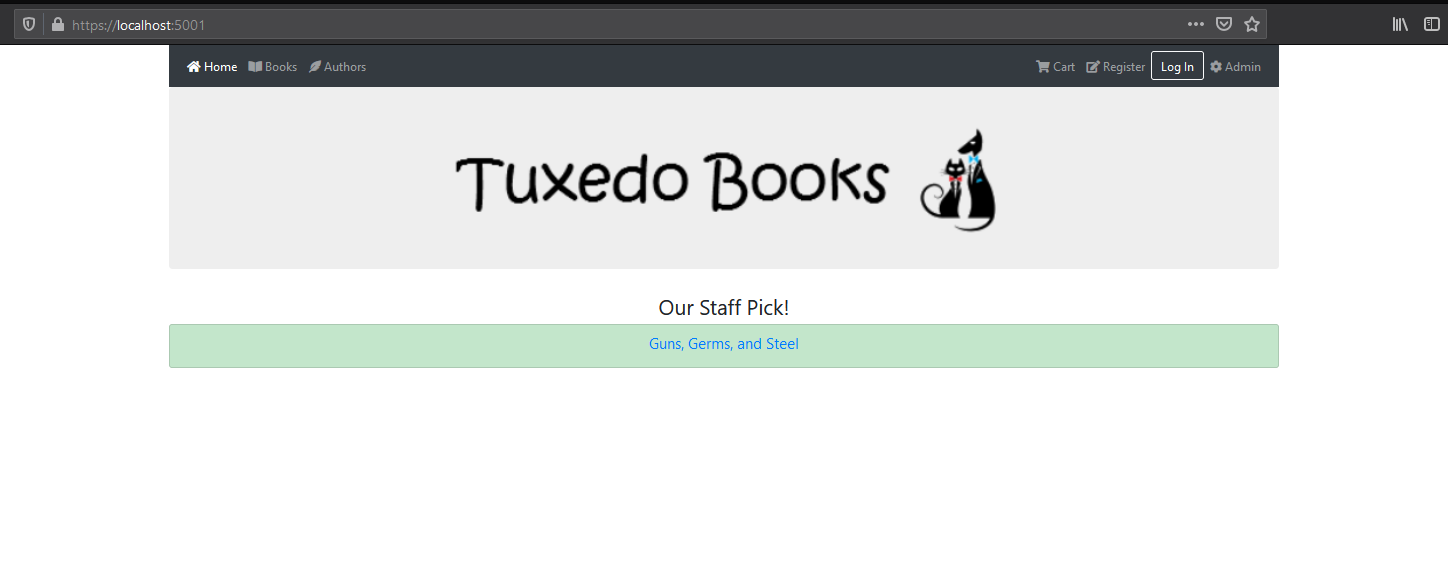 https://localhost:5001
Home Books Authors Cart Register Log In Admin
Tuxedo Books
Our Staff Pick!
Guns, Germs, and Steel